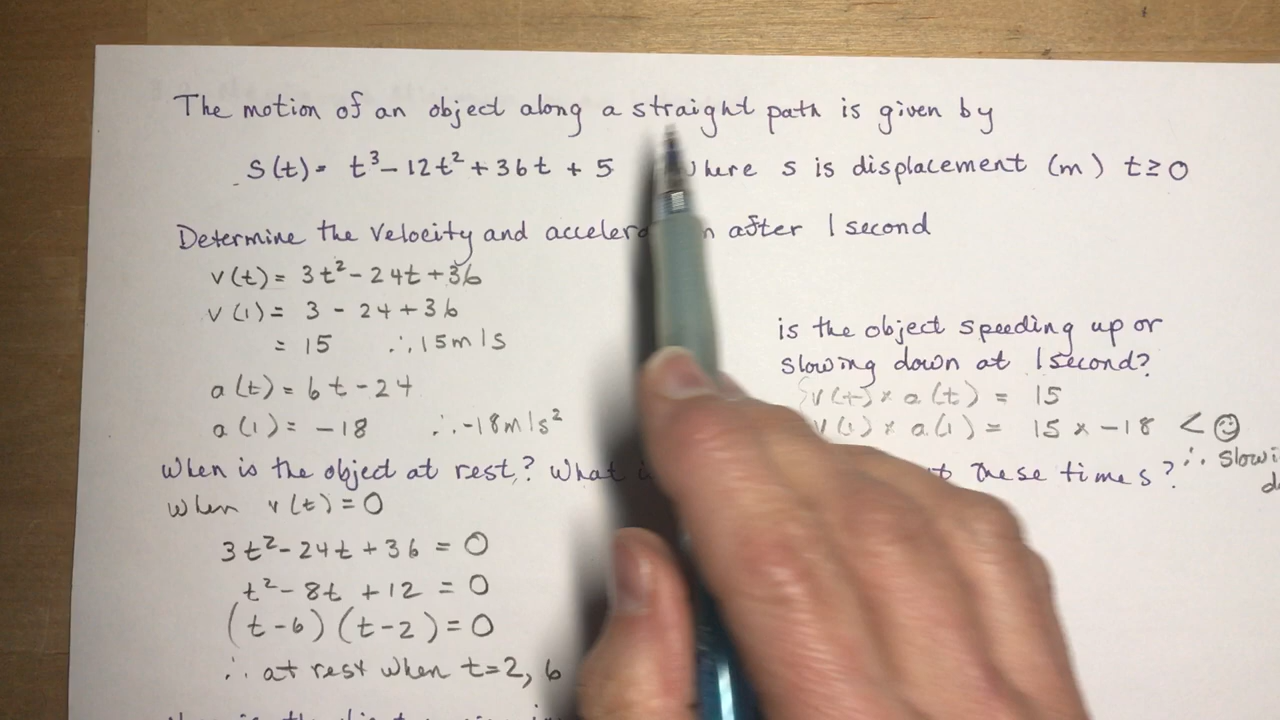 The motion of an object along a straight path is given by
s(t) = t³ - 12t² + 36t + 5 where s is displacement (m) t ≥ 0
Determine the velocity and after 1 second
v(t) = 3t² - 24t + 36
v(1) = 3 - 24 + 36
= 15 ∴ 15 m/s
a(t) = 6t - 24
a(1) = -18 ∴ -18 m/s²
is the object speeding up or
slowing down at 1 second?
v(t) × a(t) = 15
v(1) × a(1) = 15 × -18 < ☺
∴
When is the object at rest? What these times?
when v(t) = 0
3t² - 24t + 36 = 0
t² - 8t + 12 = 0
(t - 6)(t - 2) = 0
∴ at rest when t = 2, 6